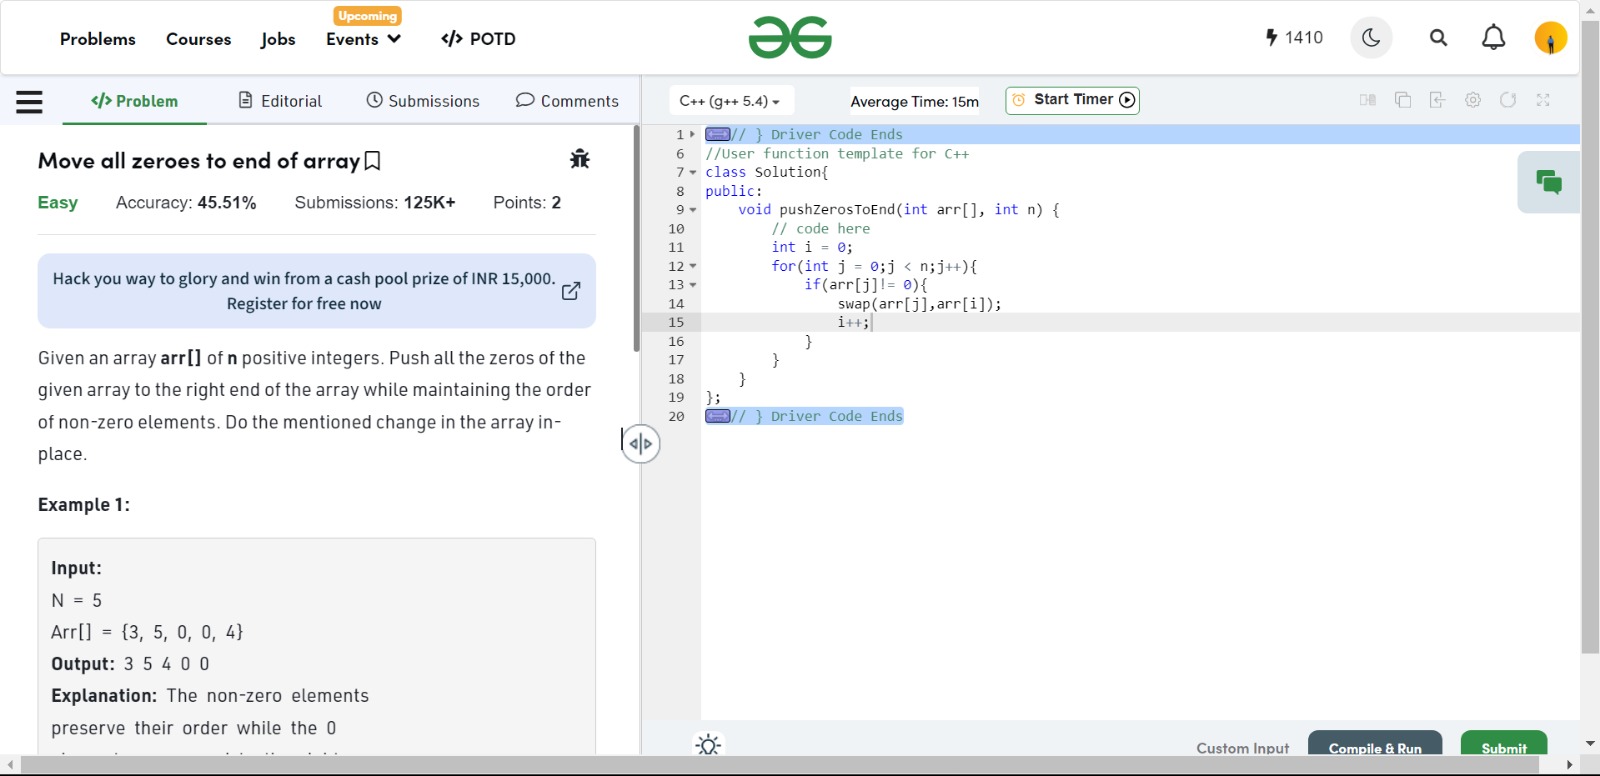 Upcoming
Problems Courses Jobs Events </> POTD
1410
</> Problem Editorial Submissions Comments
C++ (g++ 5.4) Average Time: 15m Start Timer
Move all zeroes to end of array
Easy Accuracy: 45.51% Submissions: 125K+ Points: 2
Hack you way to glory and win from a cash pool prize of INR 15,000.
Register for free now
Given an array arr[] of n positive integers. Push all the zeros of the
given array to the right end of the array while maintaining the order
of non-zero elements. Do the mentioned change in the array in-
place.
Example 1:
Input:
N = 5
Arr[] = {3, 5, 0, 0, 4}
Output: 3 5 4 0 0
Explanation: The non-zero elements
preserve their order while the 0
1 // } Driver Code Ends
6 //User function template for C++
7 class Solution{
8 public:
9 void pushZerosToEnd(int arr[], int n) {
10 // code here
11 int i = 0;
12 for(int j = 0;j < n;j++){
13 if(arr[j]!= 0){
14 swap(arr[j],arr[i]);
15 i++;
16 }
17 }
18 }
19 };
20 // } Driver Code Ends
Custom Input Compile & Run Submit